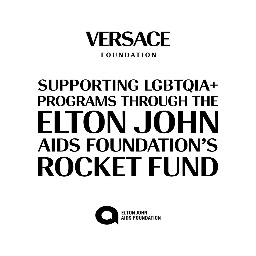 VERSACE
FOUNDATION
SUPPORTING LGBTQIA+
PROGRAMS THROUGH THE
ELTON JOHN
AIDS FOUNDATION'S
ROCKET FUND
ELTON JOHN
AIDS FOUNDATION